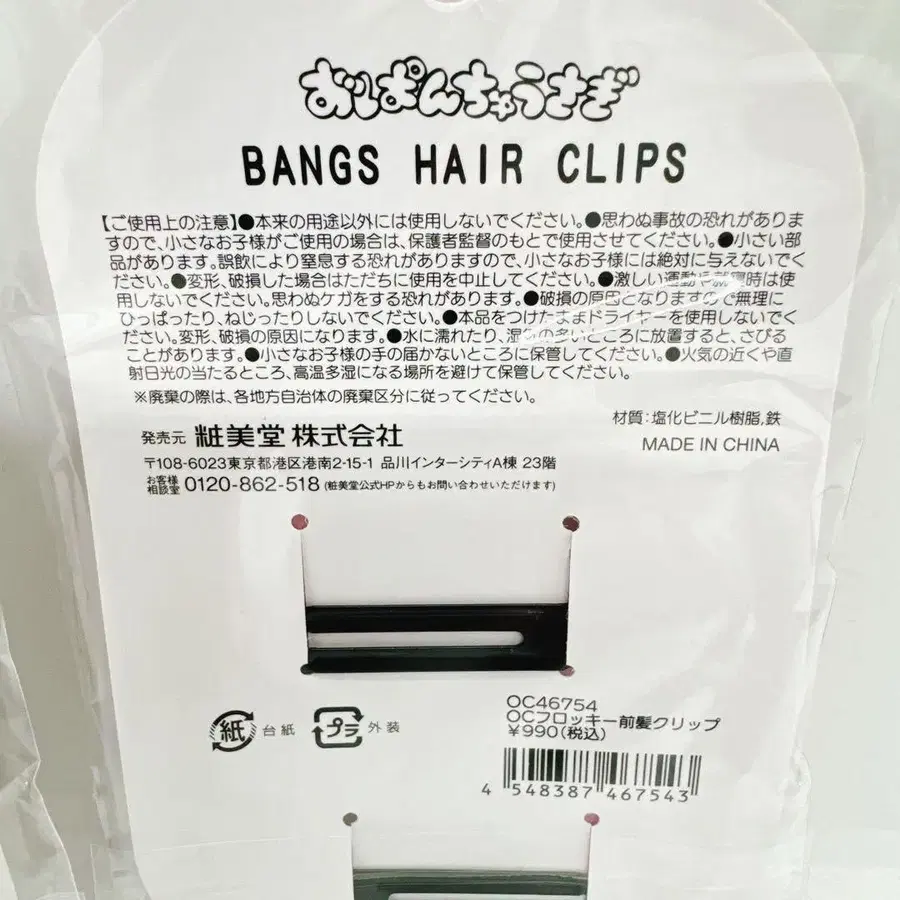 おぱんちゅうさぎ
BANGS HAIR CLIPS
【ご使用上の注意】●本来の用途以外には使用しないでください。●思わぬ事故の恐れがありま
すので、小さなお子様がご使用の場合は、保護者監督のもとで使用させてください。●小さい部
品があります。誤飲により窒息する恐れがありますので、小さなお子様には絶対に与えないでく
ださい。●変形、破損した場合はただちに使用を中止してください。●激しい運動や就寝時は使
用しないでください。思わぬケガをする恐れがあります。●破損の原因となりますので無理に
ひっぱったり、ねじったりしないでください。●本品をつけたままドライヤーを使用しないでく
ださい。変形、破損の原因になります。●水に濡れたり、湿気の多いところに放置すると、さびる
ことがあります。●小さなお子様の手の届かないところに保管してください。●火気の近くや直
射日光の当たるところ、高温多湿になる場所を避けて保管してください。
※廃棄の際は、各地方自治体の廃棄区分に従ってください。
材質:塩化ビニル樹脂,鉄
MADE IN CHINA
発売元 粧美堂 株式会社
〒108-6023東京都港区港南2-15-1 品川インターシティA棟 23階
お客様相談室 0120-862-518 (粧美堂公式HPからもお問い合わせいただけます)
紙 台紙 プラ 外装
OC46754
OCフロッキー前髪クリップ
¥990(税込)
4 548387 467543